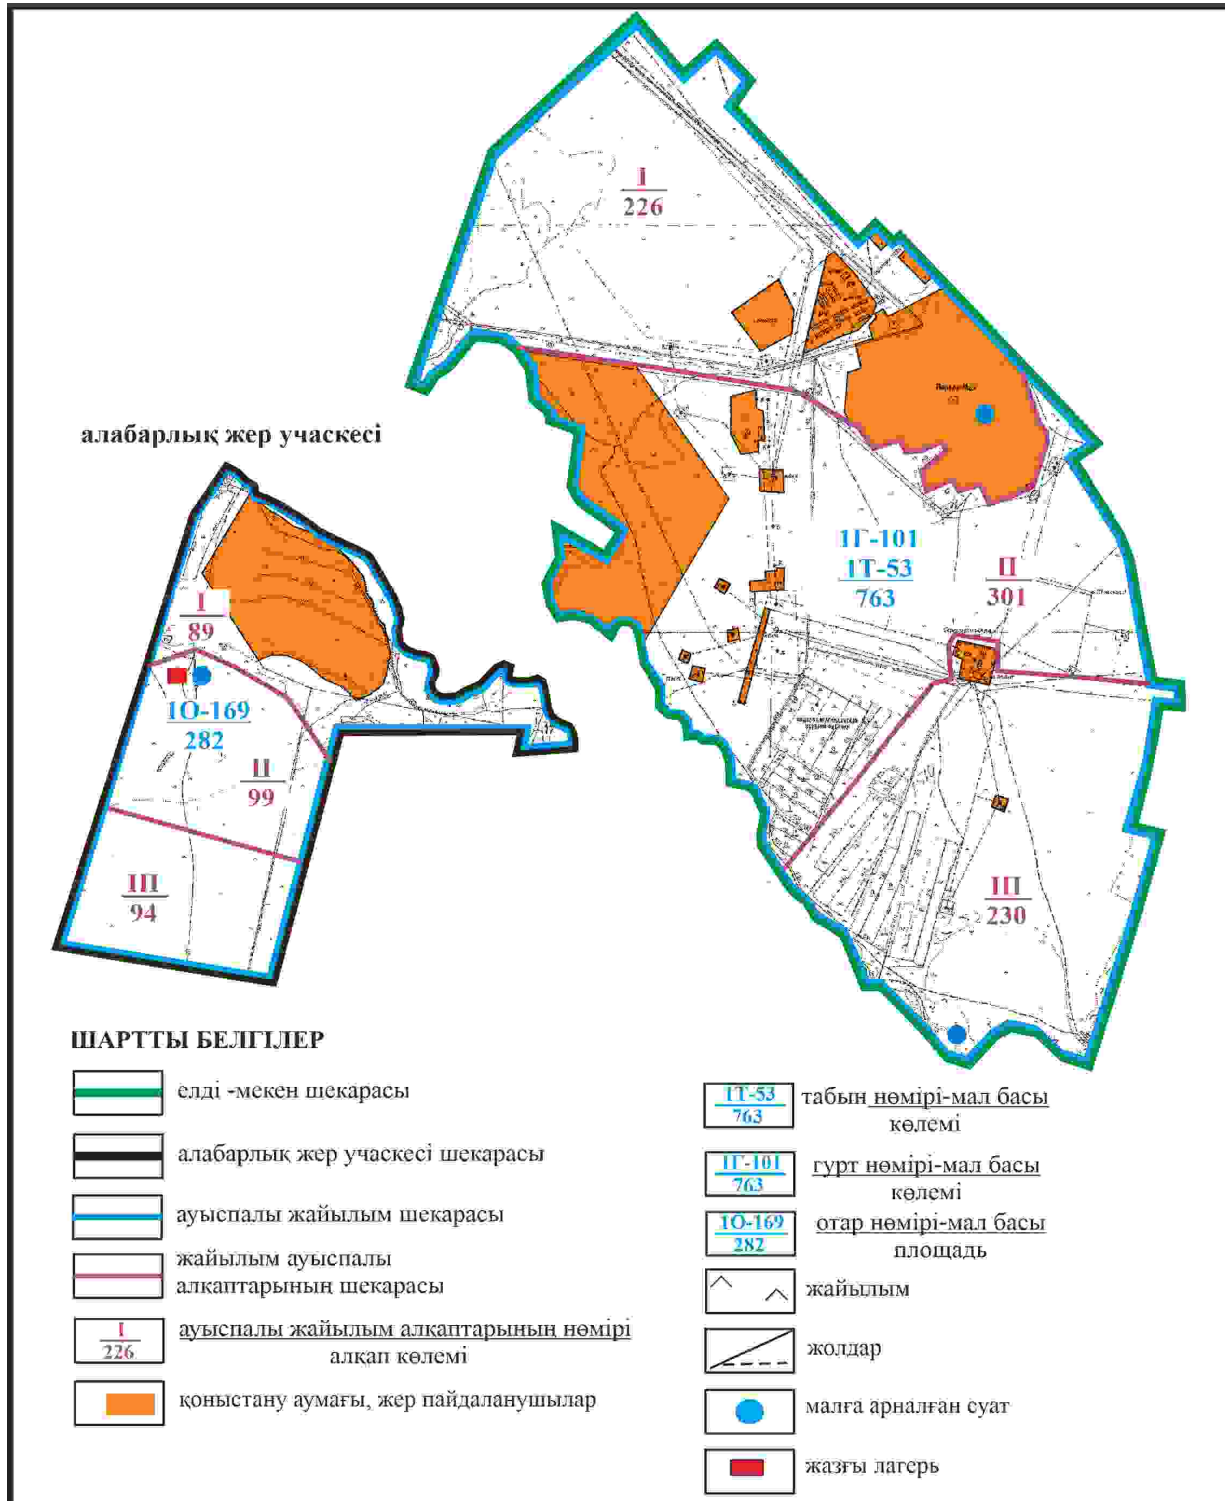 I
226
алабарлық жер учаскесі
1Г-101
1Т-53
763
II
301
I
89
1О-169
282
II
99
III
94
III
230
ШАРТТЫ БЕЛГІЛЕР
елді -мекен шекарасы
алабарлық жер учаскесі шекарасы
ауыспалы жайылым шекарасы
жайылым ауыспалы
алқаптарының шекарасы
I
226
ауыспалы жайылым алқаптарының нөмірі
алқап көлемі
қоныстану аумағы, жер пайдаланушылар
1Т-53
763
табын нөмірі-мал басы
көлемі
1Г-101
763
гурт нөмірі-мал басы
көлемі
1О-169
282
отар нөмірі-мал басы
площадь
жайылым
жолдар
малға арналған суат
жазғы лагерь